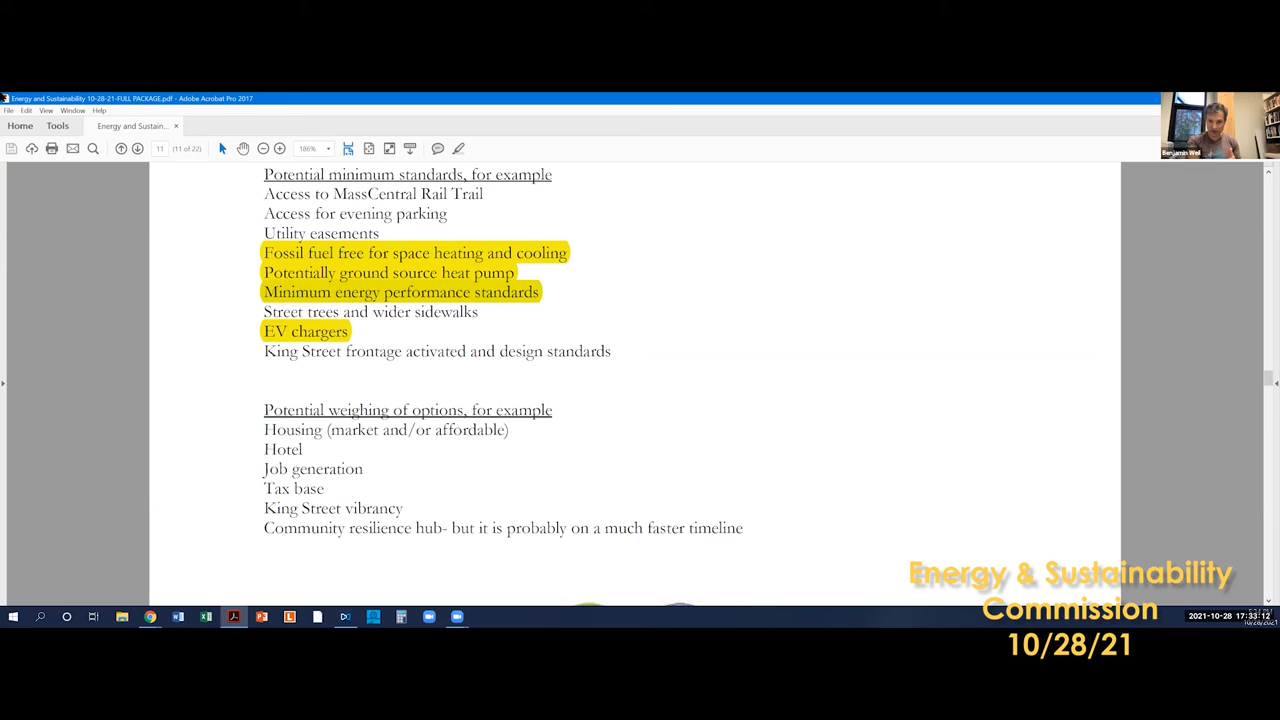 Energy and Sustainability 10-28-21-FULL PACKAGE.pdf - Adobe Acrobat Pro 2017
File Edit View Window Help
Home Tools Energy and Sustain... ×
11 (11 of 22) 186%
Benjamin Weil
Potential minimum standards, for example
Access to MassCentral Rail Trail
Access for evening parking
Utility easements
Fossil fuel free for space heating and cooling
Potentially ground source heat pump
Minimum energy performance standards
Street trees and wider sidewalks
EV chargers
King Street frontage activated and design standards
Potential weighing of options, for example
Housing (market and/or affordable)
Hotel
Job generation
Tax base
King Street vibrancy
Community resilience hub- but it is probably on a much faster timeline
Energy & Sustainability
Commission
10/28/21
2021-10-28 17:33:12
10/28/2021